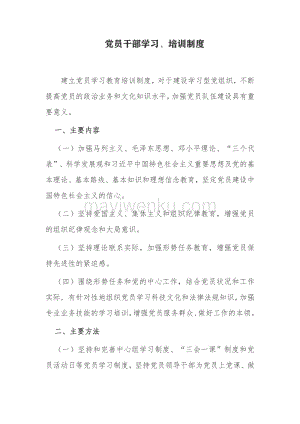 党员干部学习、培训制度
建立党员学习教育培训制度，对于建设学习型党组织，不断
提高党员的政治业务和文化知识水平，加强党员队伍建设具有重
要意义。
一、主要内容
（一）加强马列主义、毛泽东思想、邓小平理论、“三个代
表”、科学发展观和习近平中国特色社会主义重要思想及党的基
本理论、基本路线、基本知识和理想信念教育，坚定党员建设中
国特色社会主义的信心。
（二）坚持爱国主义、集体主义和组织纪律教育，增强党员
的组织纪律观念和大局意识。
（三）坚持理论联系实际，加强形势任务教育，增强党员保
持先进性的紧迫感。
（四）围绕形势任务和党的中心工作，结合党员状况和工作
实际，有针对性地组织党员学习科技文化和法律法规知识，加强
专业业务技能的学习培训，增强党员服务群众、做好工作的本领。
二、主要方法
（一）坚持和完善中心组学习制度、“三会一课”制度和党
员活动日等党员学习制度。坚持党员领导干部为党员上党课、做
mayiwenku.com